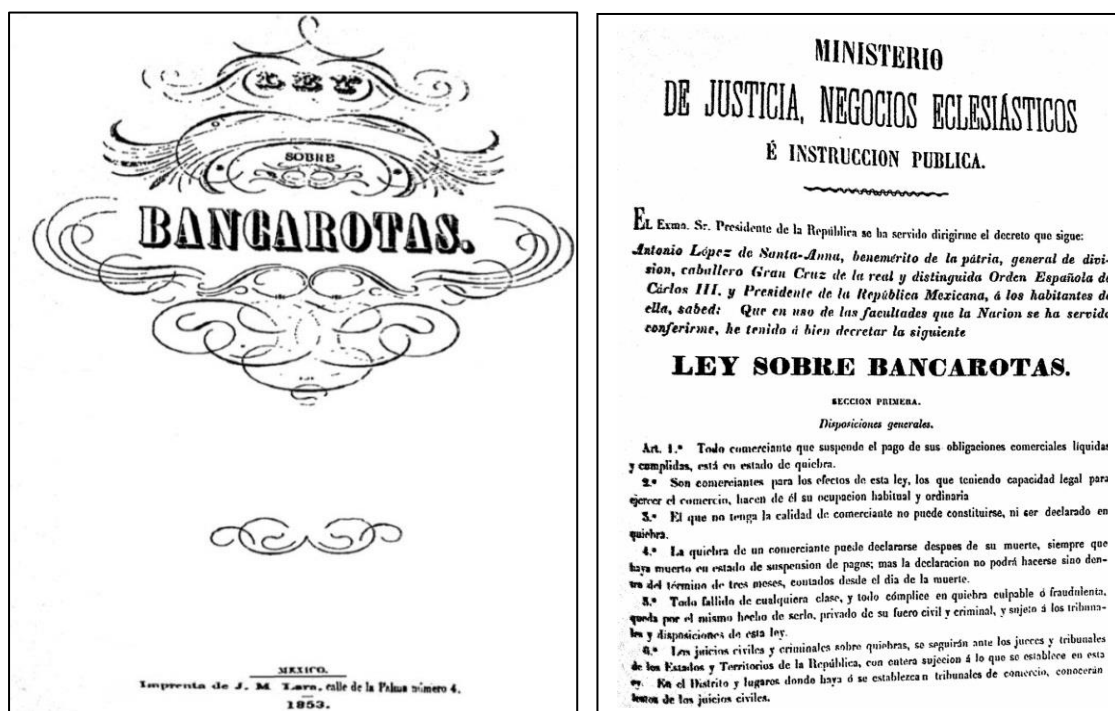 LEY
SOBRE
BANCAROTAS.
MEXICO.
Imprenta de J. M. Lara, calle de la Palma número 4.
1853.
MINISTERIO
DE JUSTICIA, NEGOCIOS ECLESIÁSTICOS
É INSTRUCCION PUBLICA.
EL Exmo. Sr. Presidente de la República se ha servido dirigirme el decreto que sigue:
Antonio López de Santa-Anna, benemérito de la pátria, general de divi-
sion, caballero Gran Cruz de la real y distinguida Orden Española de
Cárlos III, y Presidente de la República Mexicana, á los habitantes de
ella, sabed: Que en uso de las facultades que la Nacion se ha servido
conferirme, he tenido á bien decretar la siguiente
LEY SOBRE BANCAROTAS.
SECCION PRIMERA.
Disposiciones generales.
Art. 1.º Todo comerciante que suspende el pago de sus obligaciones comerciales líquidas
y cumplidas, está en estado de quiebra.
2.º Son comerciantes para los efectos de esta ley, los que teniendo capacidad legal para
ejercer el comercio, hacen de él su ocupacion habitual y ordinaria
3.º El que no tenga la calidad de comerciante no puede constituirse, ni ser declarado en
quiebra.
4.º La quiebra de un comerciante puede declararse despues de su muerte, siempre que
haya muerto en estado de suspension de pagos; mas la declaracion no podrá hacerse sino den-
tro del término de tres meses, contados desde el dia de la muerte.
5.º Todo fallido de cualquiera clase, y todo cómplice en quiebra culpable ó fraudulenta,
queda por el mismo hecho de serlo, privado de su fuero civil y criminal, y sujeto á los tribuna-
les y disposiciones de esta ley.
6.º Los juicios civiles y criminales sobre quiebras, se seguirán ante los jueces y tribunales
de los Estados y Territorios de la República, con entera sujecion á lo que se establece en esta
ey. En el Distrito y lugares donde haya ó se establezcan tribunales de comercio, conocerán
de los juicios civiles.